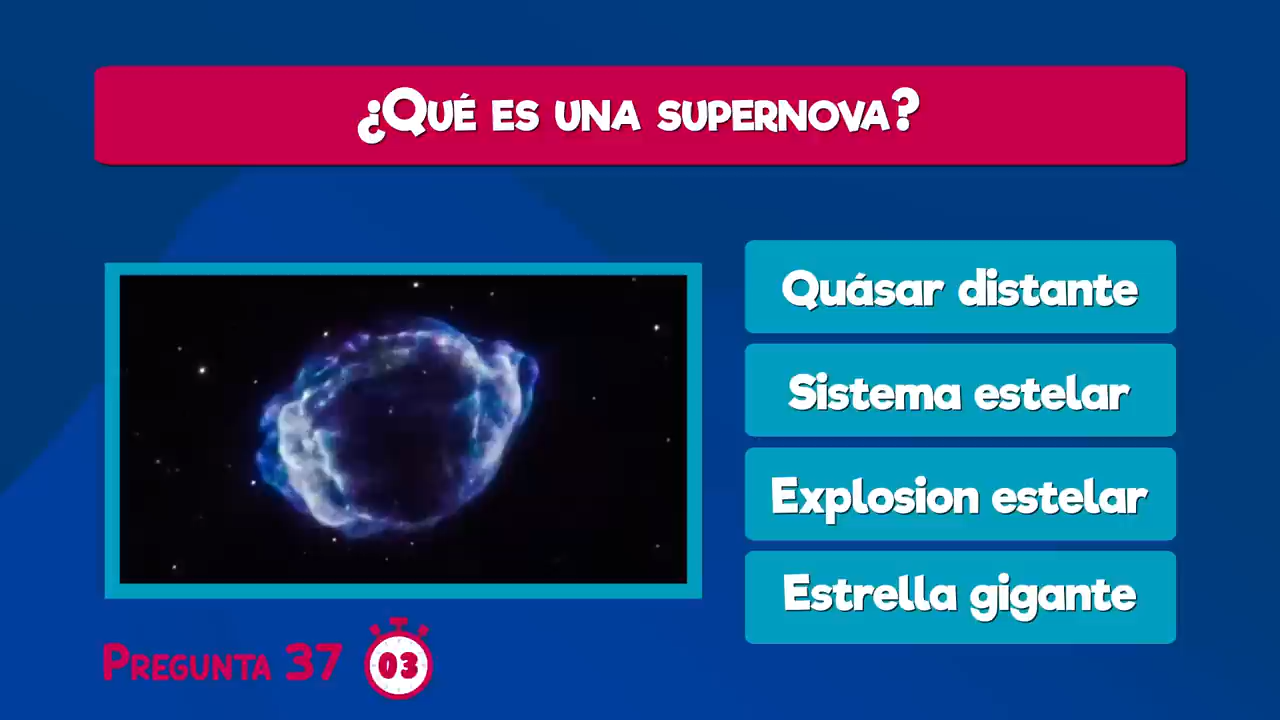 ¿Qué es una supernova?
Quásar distante
Sistema estelar
Explosion estelar
Estrella gigante
Pregunta 37
03